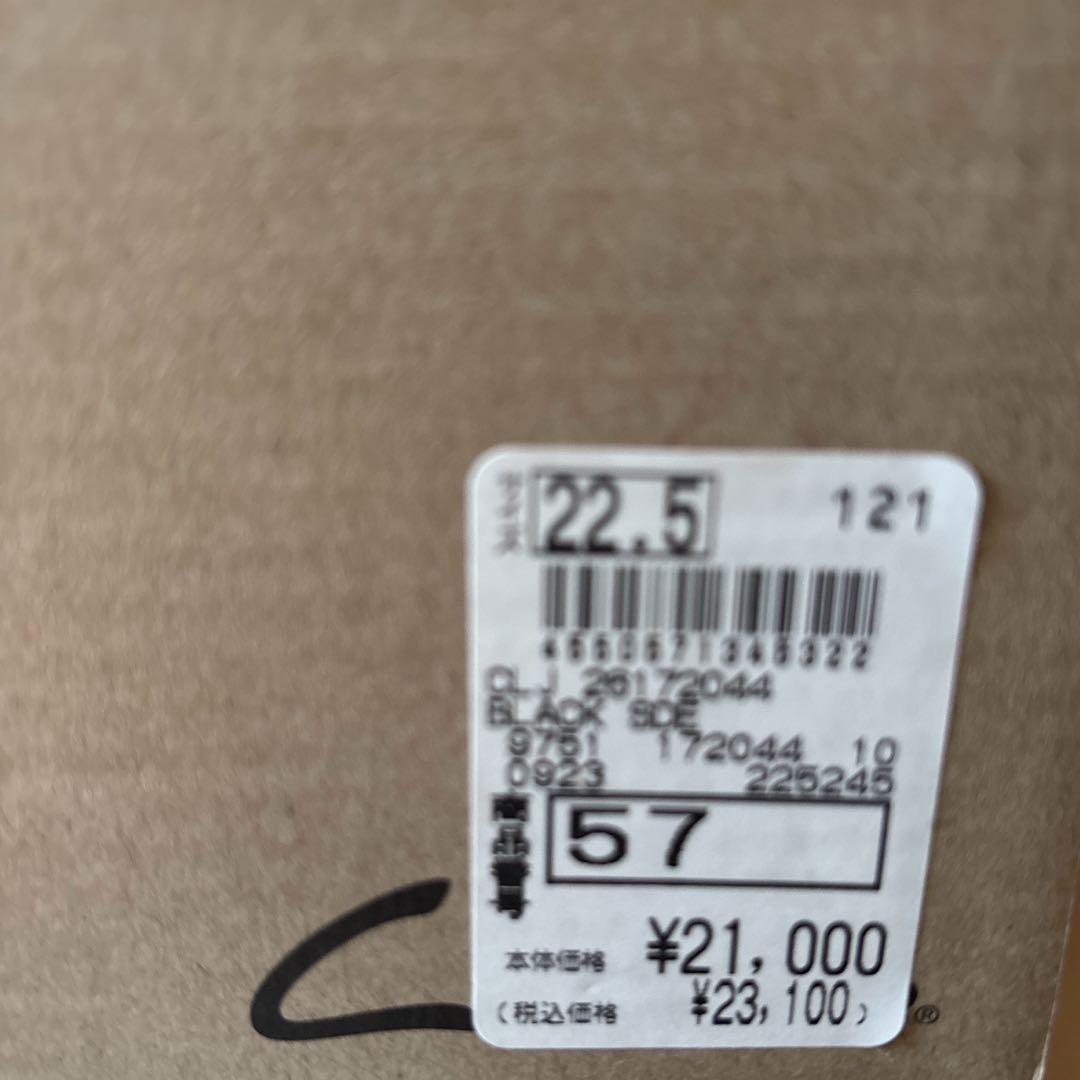 サイズ 22.5 121
CLJ 26172044
BLACK SDE
9751 172044 10
0923 225245
商品番号 57
本体価格 ¥21,000
(税込価格 ¥23,100)
®